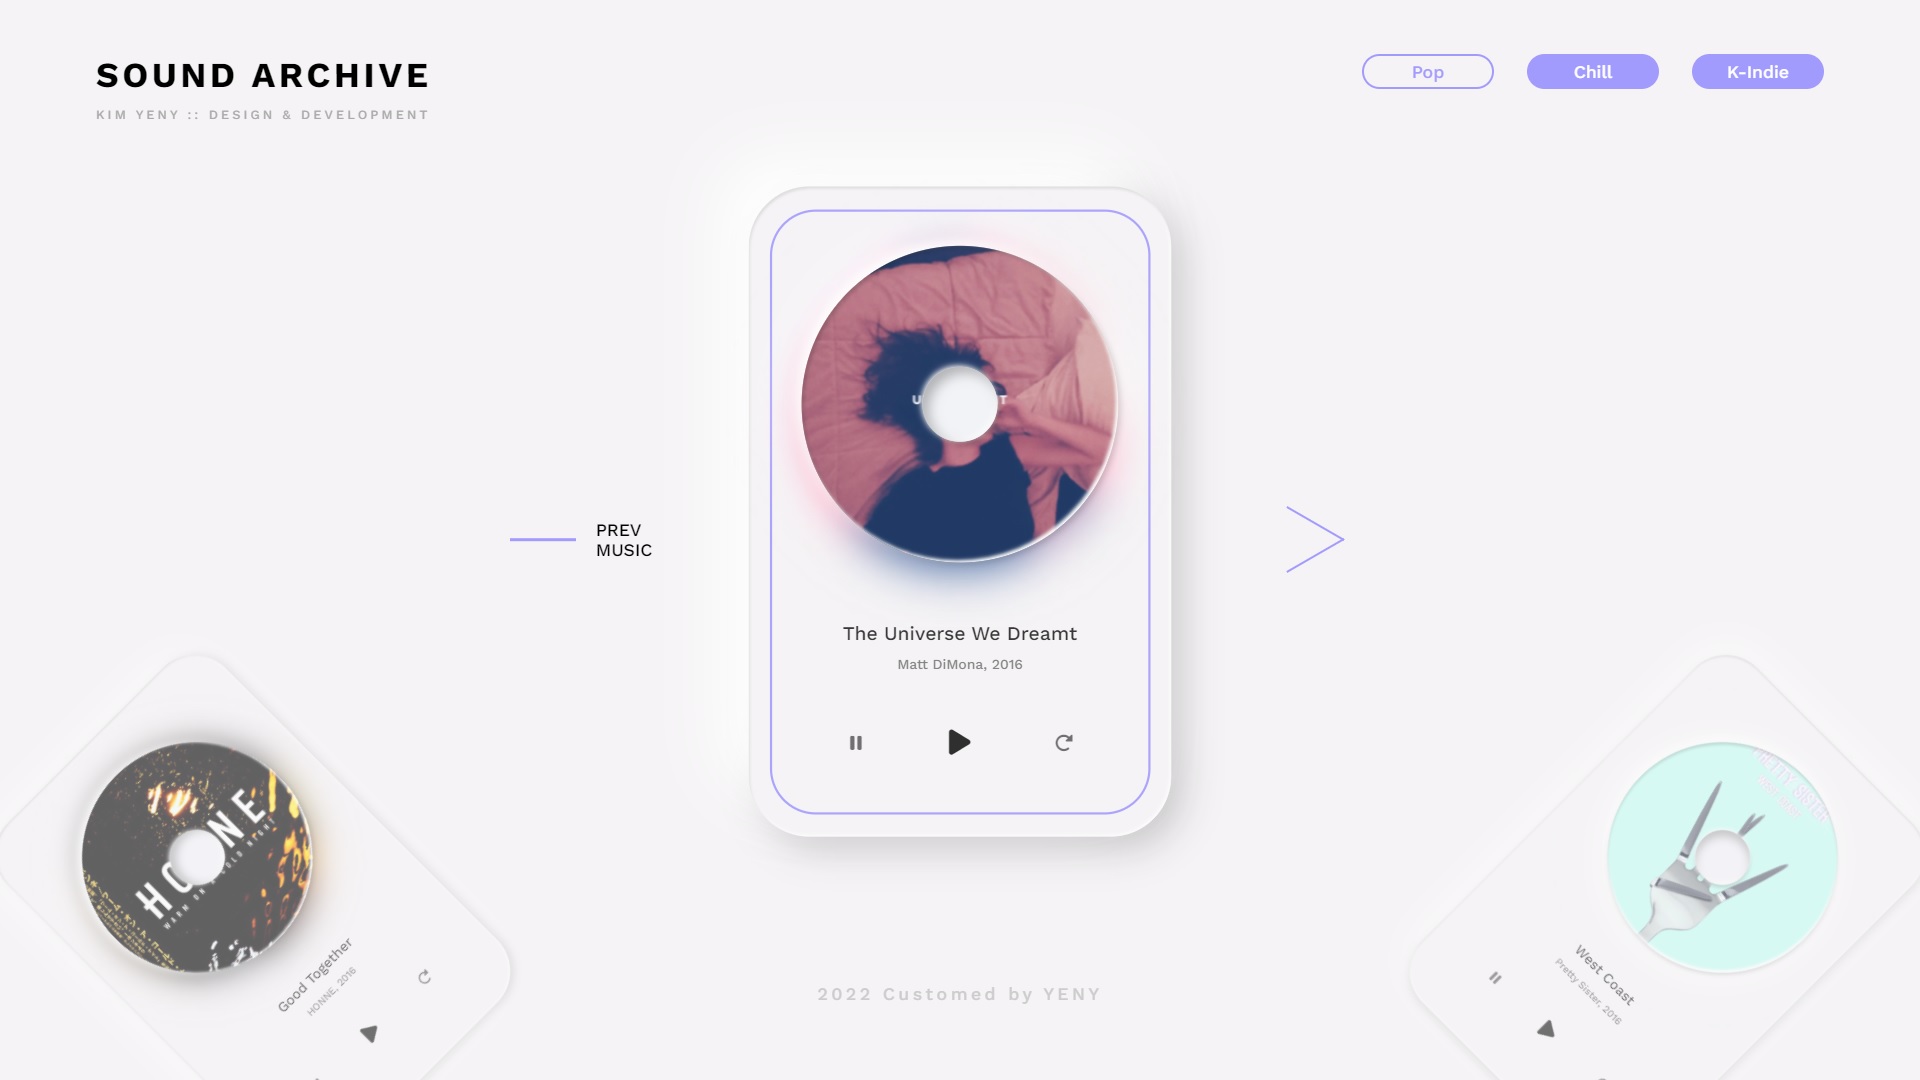 SOUND ARCHIVE
KIM YENY :: DESIGN & DEVELOPMENT
Pop
Chill
K-Indie
PREV
MUSIC
The Universe We Dreamt
Matt DiMona, 2016
Good Together
HONNE, 2016
West Coast
Pretty Sister, 2016
2022 Customed by YENY